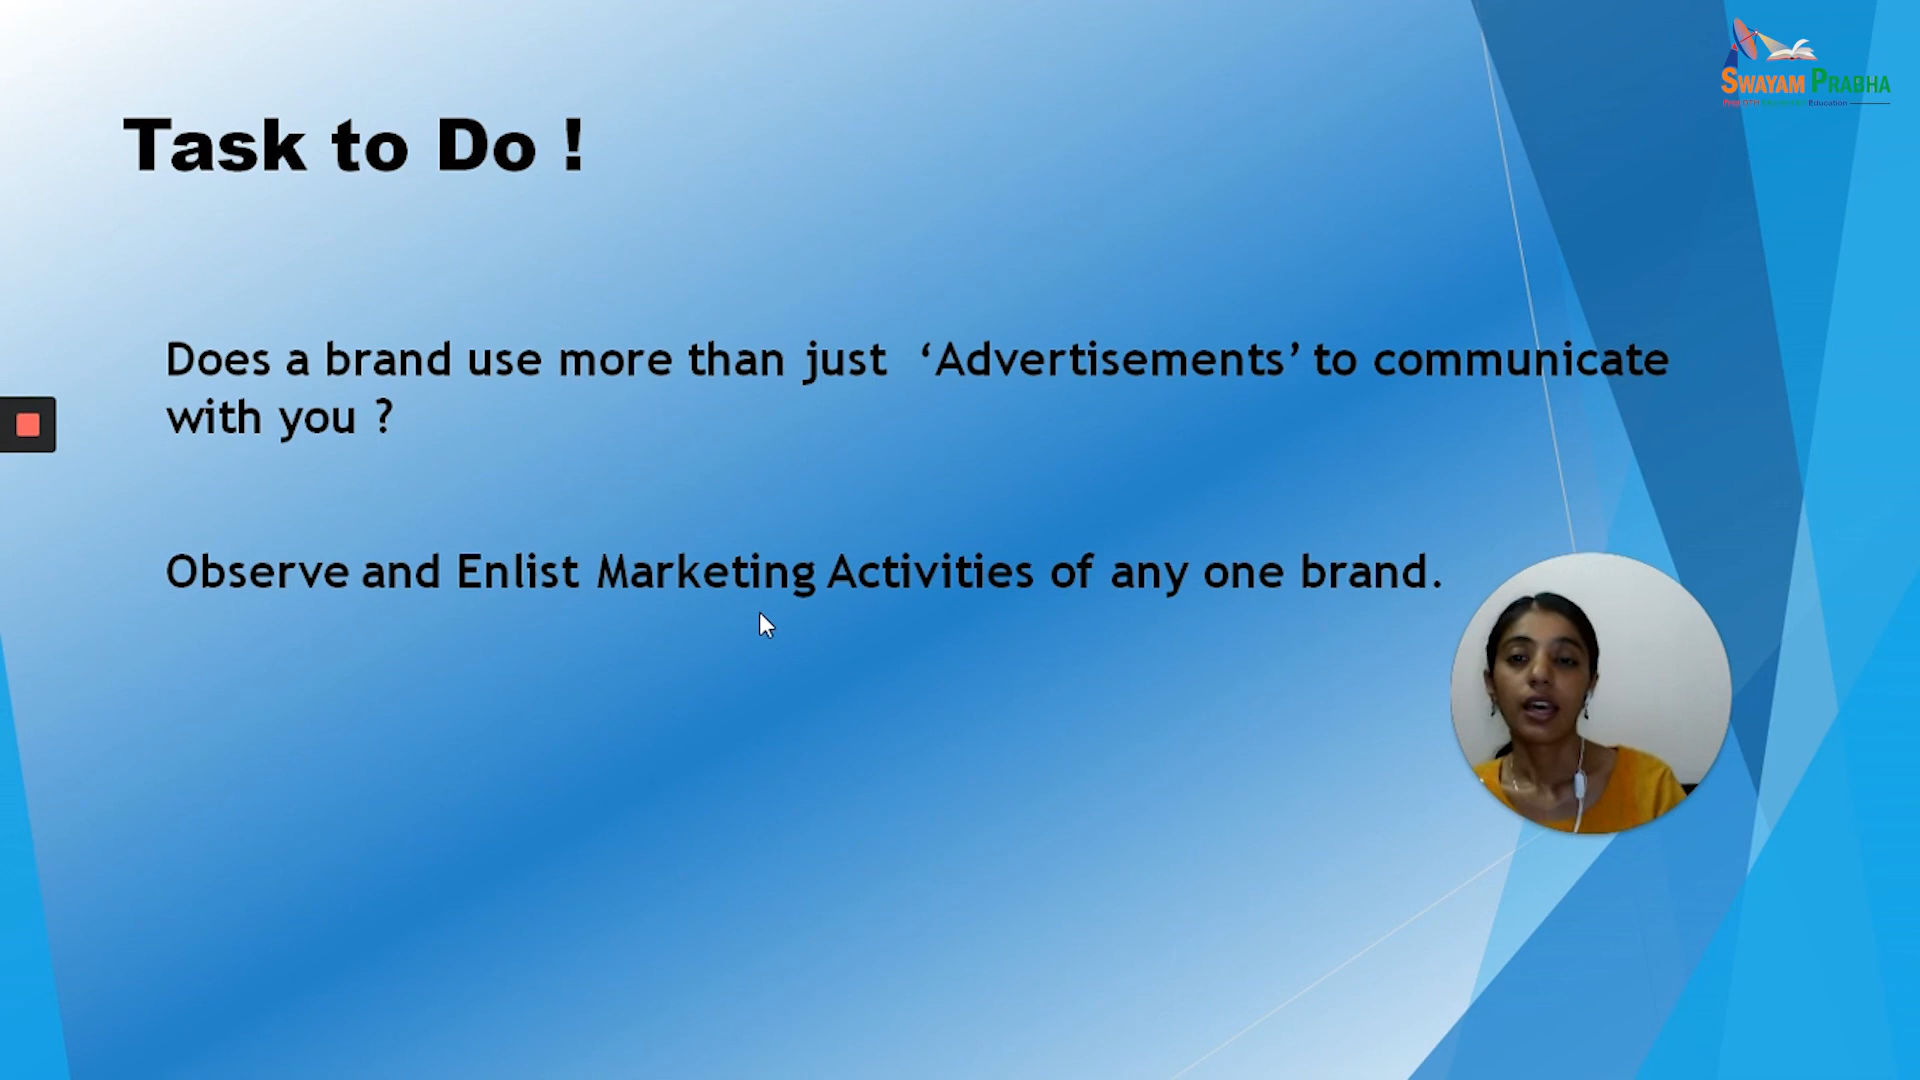 SWAYAM PRABHA
Education
Task to Do !
Does a brand use more than just ‘Advertisements’ to communicate
with you ?
Observe and Enlist Marketing Activities of any one brand.